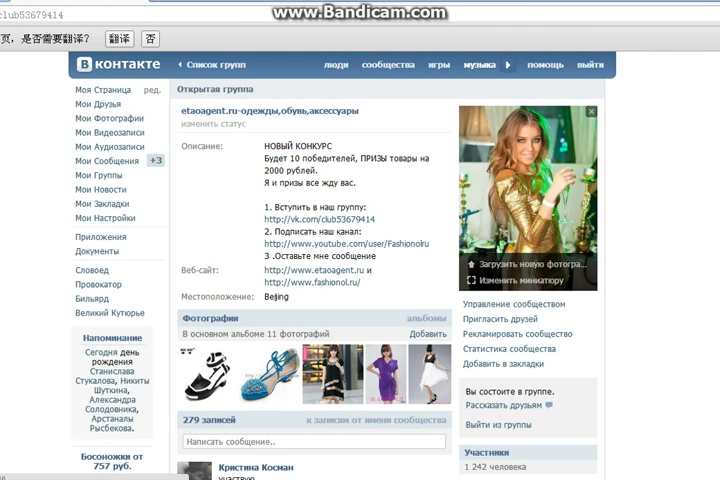 www.Bandicam.com
club53679414
页，是否需要翻译？ 翻译 否
В контакте
Список групп люди сообщества игры музыка помощь выйти
Моя Страница ред.
Мои Друзья
Мои Фотографии
Мои Видеозаписи
Мои Аудиозаписи
Мои Сообщения +3
Мои Группы
Мои Новости
Мои Закладки
Мои Настройки
Приложения
Документы
Словоед
Провокатор
Бильярд
Великий Кутюрье
Напоминание
Сегодня день
рождения
Станислава
Стукалова, Никиты
Шуткина,
Александра
Солодовника,
Арстаналы
Рысбекова.
Босоножки от
757 руб.
Открытая группа
etaoagent.ru-одежды,обувь,аксессуары
изменить статус
Описание: НОВЫЙ КОНКУРС
Будет 10 победителей, ПРИЗЫ товары на
2000 рублей.
Я и призы все жду вас.
1. Вступить в нашу группу:
http://vk.com/club53679414
2. Подписать наш канал:
http://www.youtube.com/user/Fashionolru
3 .Оставьте мне сообщение
Веб-сайт: http://www.etaoagent.ru и
http://www.fashionol.ru/
Местоположение: Beijing
Фотографии альбомы
В основном альбоме 11 фотографий Добавить
279 записей к записям от имени сообщества
Написать сообщение..
Кристина Косман
участвую
Загрузить новую фотогра...
Изменить миниатюру
Управление сообществом
Пригласить друзей
Рекламировать сообщество
Статистика сообщества
Добавить в закладки
Вы состоите в группе.
Рассказать друзьям
Выйти из группы
Участники
1 242 человека